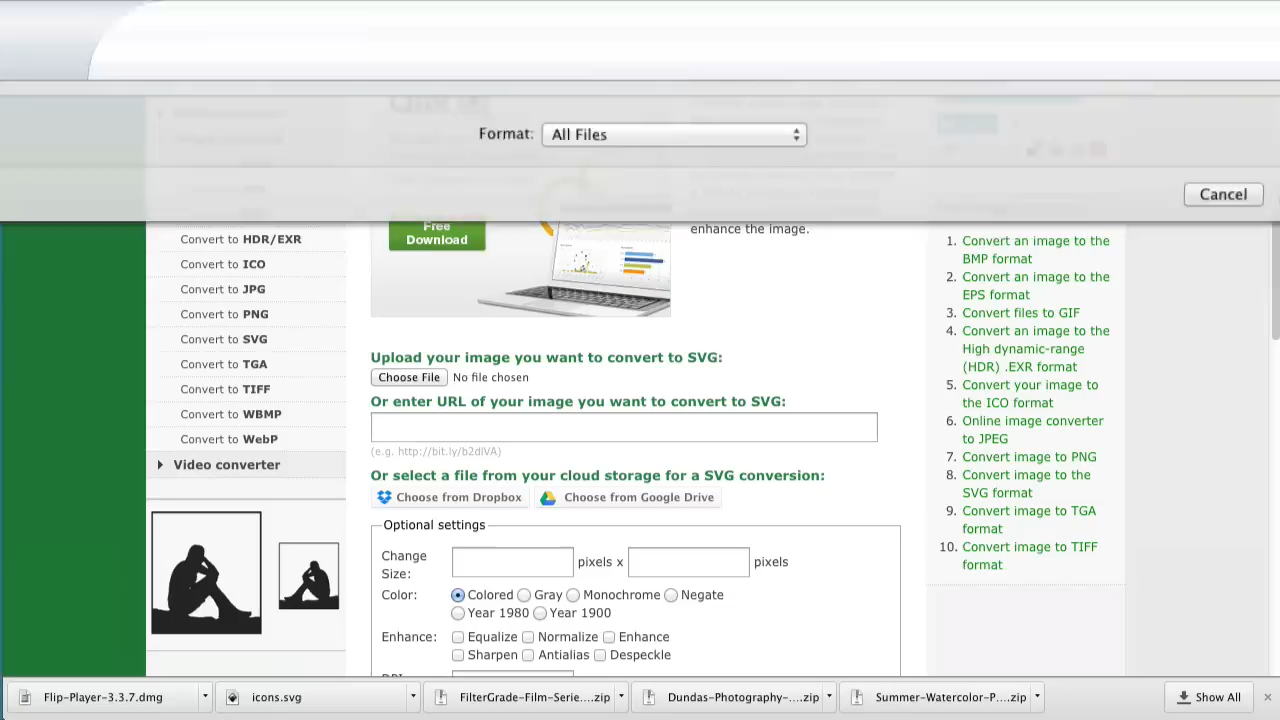 Format: All Files
Cancel
Convert to HDR/EXR
Convert to ICO
Convert to JPG
Convert to PNG
Convert to SVG
Convert to TGA
Convert to TIFF
Convert to WBMP
Convert to WebP
Video converter
Free
Download
enhance the image.
Upload your image you want to convert to SVG:
Choose File No file chosen
Or enter URL of your image you want to convert to SVG:
(e.g. http://bit.ly/b2dlVA)
Or select a file from your cloud storage for a SVG conversion:
Choose from Dropbox Choose from Google Drive
Optional settings
Change
Size:
pixels x pixels
Color: Colored Gray Monochrome Negate
Year 1980 Year 1900
Enhance: Equalize Normalize Enhance
Sharpen Antialias Despeckle
1. Convert an image to the
BMP format
2. Convert an image to the
EPS format
3. Convert files to GIF
4. Convert an image to the
High dynamic-range
(HDR) .EXR format
5. Convert your image to
the ICO format
6. Online image converter
to JPEG
7. Convert image to PNG
8. Convert image to the
SVG format
9. Convert image to TGA
format
10. Convert image to TIFF
format
Flip-Player-3.3.7.dmg
icons.svg
FilterGrade-Film-Serie....zip
Dundas-Photography-....zip
Summer-Watercolor-P....zip
Show All